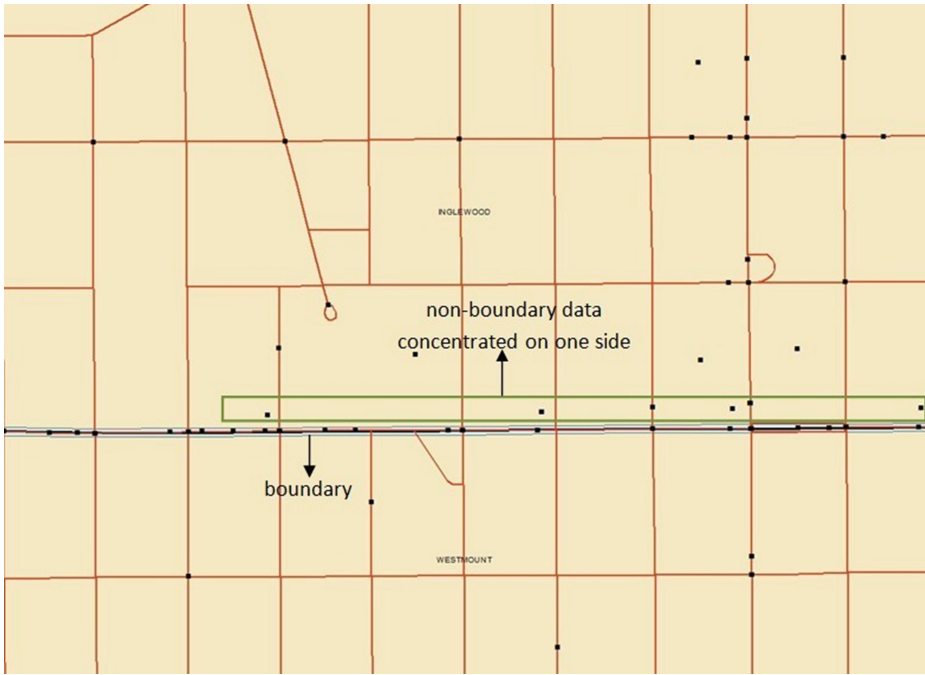 INGLEWOOD
non-boundary data
concentrated on one side
boundary
WESTMOUNT